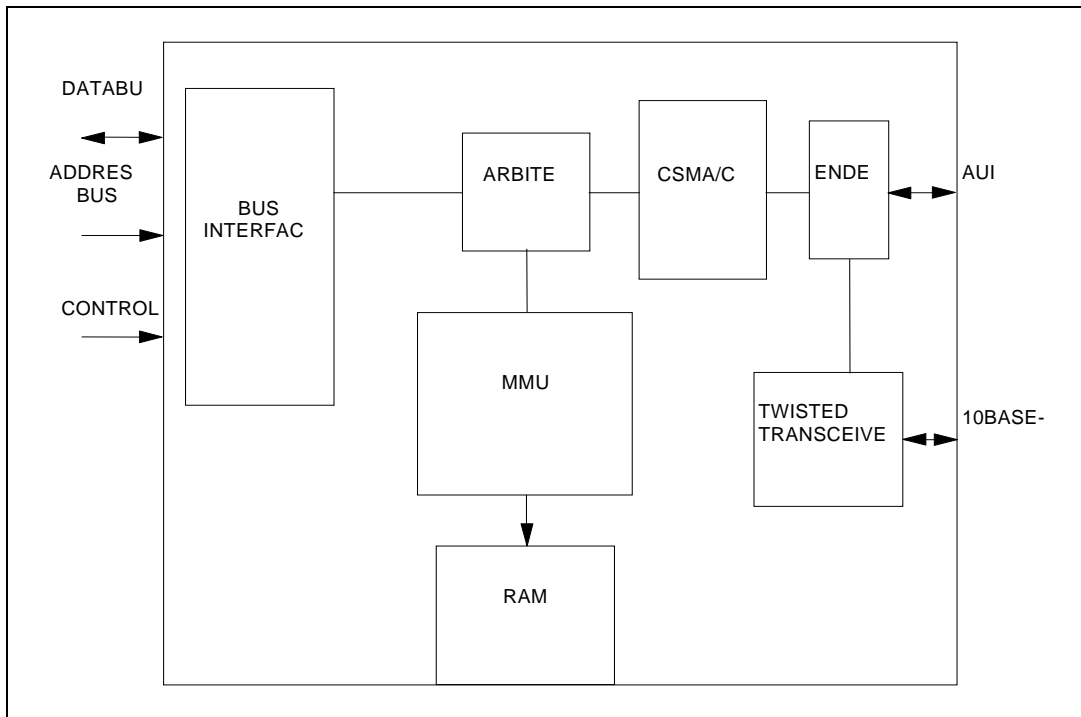 DATABU
ADDRES
BUS
CONTROL
BUS
INTERFAC
ARBITE
CSMA/C
ENDE
AUI
MMU
TWISTED
TRANSCEIVE
10BASE-
RAM